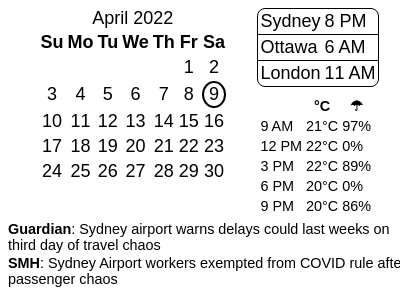 April 2022
Su Mo Tu We Th Fr Sa
1 2
3 4 5 6 7 8 9
10 11 12 13 14 15 16
17 18 19 20 21 22 23
24 25 26 27 28 29 30
Sydney 8 PM
Ottawa 6 AM
London 11 AM
°C ☂
9 AM 21°C 97%
12 PM 22°C 0%
3 PM 22°C 89%
6 PM 20°C 0%
9 PM 20°C 86%
Guardian: Sydney airport warns delays could last weeks on
third day of travel chaos
SMH: Sydney Airport workers exempted from COVID rule afte
passenger chaos